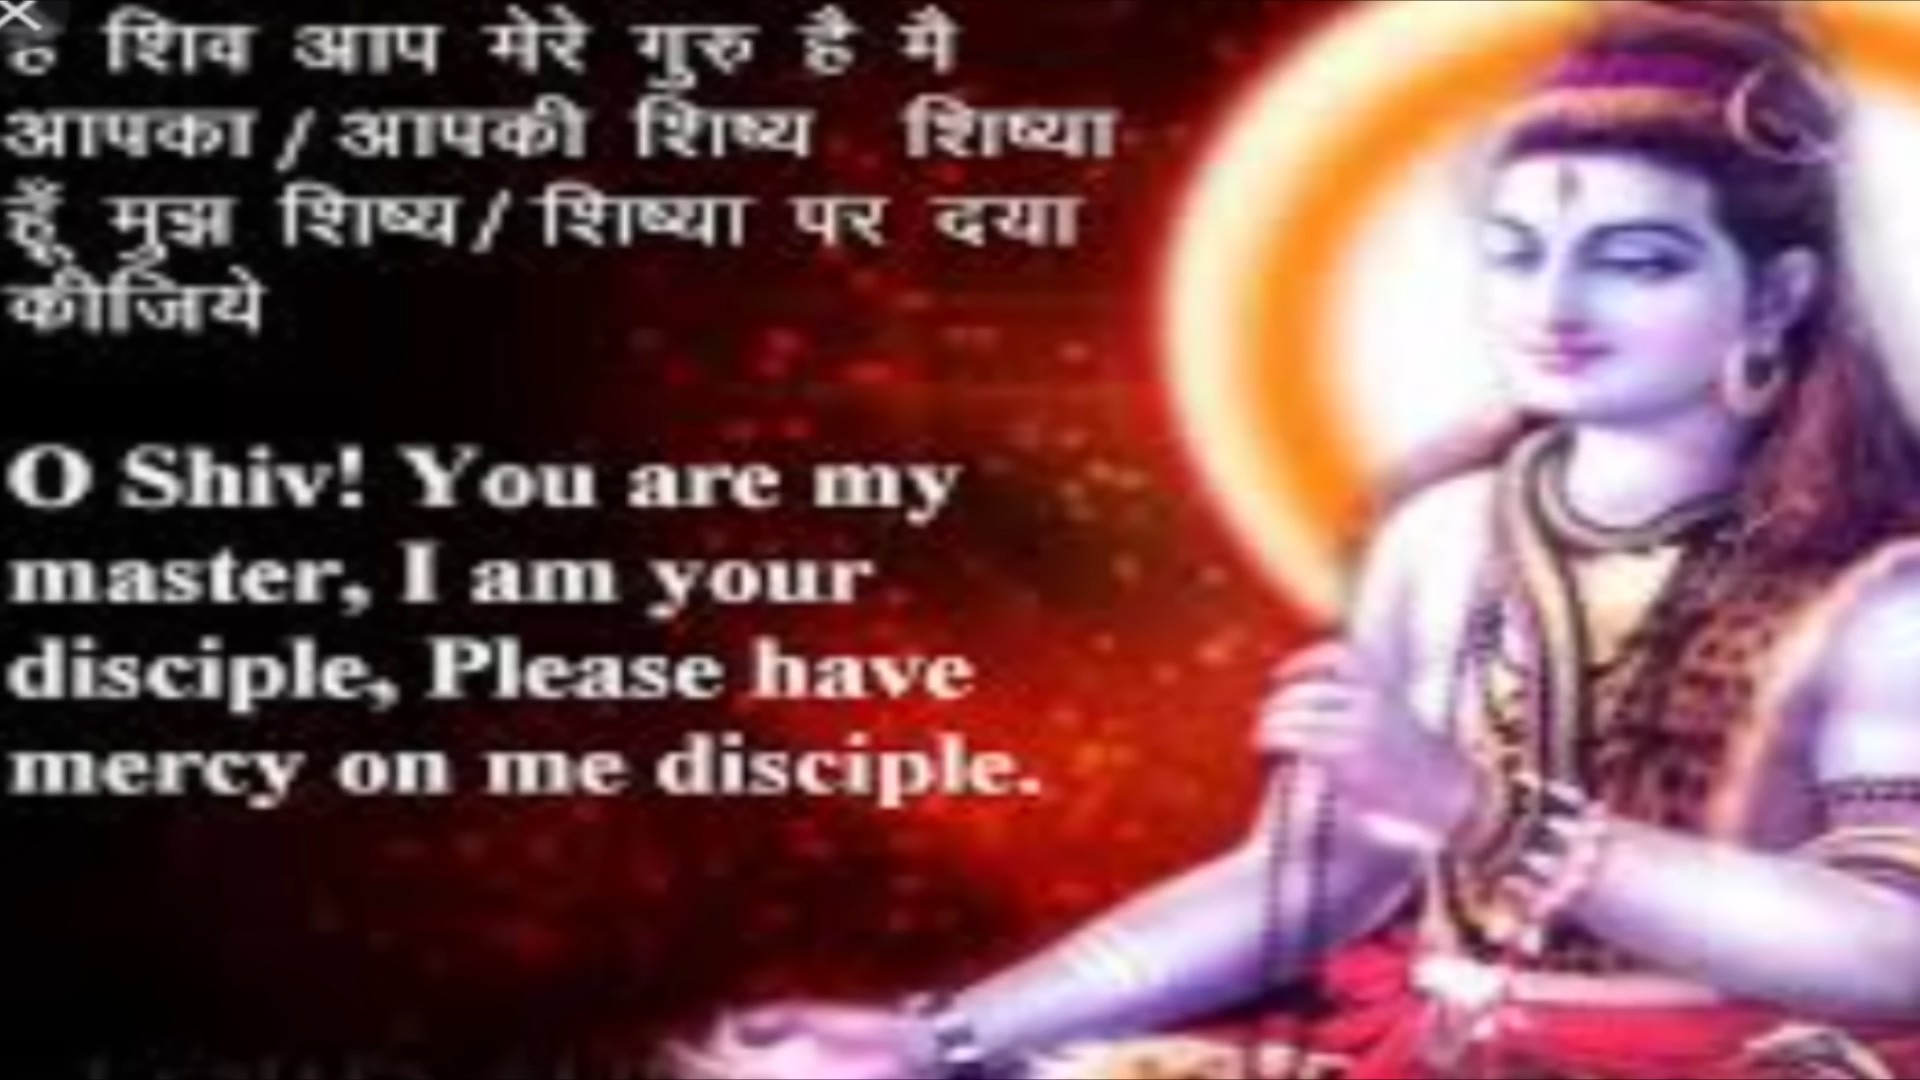 हे शिव आप मेरे गुरु है मै
आपका / आपकी शिष्य शिष्या
हूँ मुझ शिष्य / शिष्या पर दया
कीजिये
O Shiv! You are my
master, I am your
disciple, Please have
mercy on me disciple.